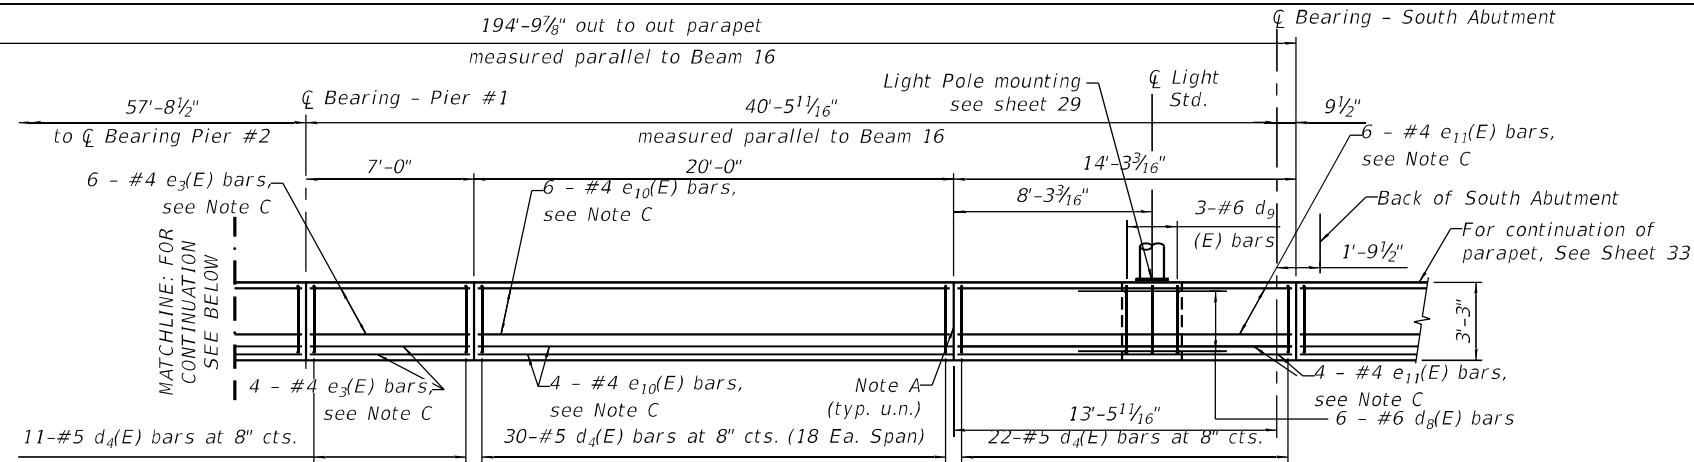 194'-9⅞" out to out parapet
measured parallel to Beam 16
℄ Bearing - South Abutment
57'-8½"
to ℄ Bearing Pier #2
℄ Bearing - Pier #1
40'-5 11/16"
measured parallel to Beam 16
Light Pole mounting
see sheet 29
℄ Light
Std.
9½"
6 - #4 e11(E) bars,
see Note C
7'-0"
20'-0"
14'-3 3/16"
6 - #4 e3(E) bars,
see Note C
6 - #4 e10(E) bars,
see Note C
8'-3 3/16"
3-#6 d9
(E) bars
Back of South Abutment
1'-9½"
For continuation of
parapet, See Sheet 33
MATCHLINE: FOR
CONTINUATION
SEE BELOW
3'-3"
4 - #4 e3(E) bars,
see Note C
4 - #4 e10(E) bars,
see Note C
Note A
(typ. u.n.)
4 - #4 e11(E) bars,
see Note C
6 - #6 d8(E) bars
13'-5 11/16"
11-#5 d4(E) bars at 8" cts.
30-#5 d4(E) bars at 8" cts. (18 Ea. Span)
22-#5 d4(E) bars at 8" cts.